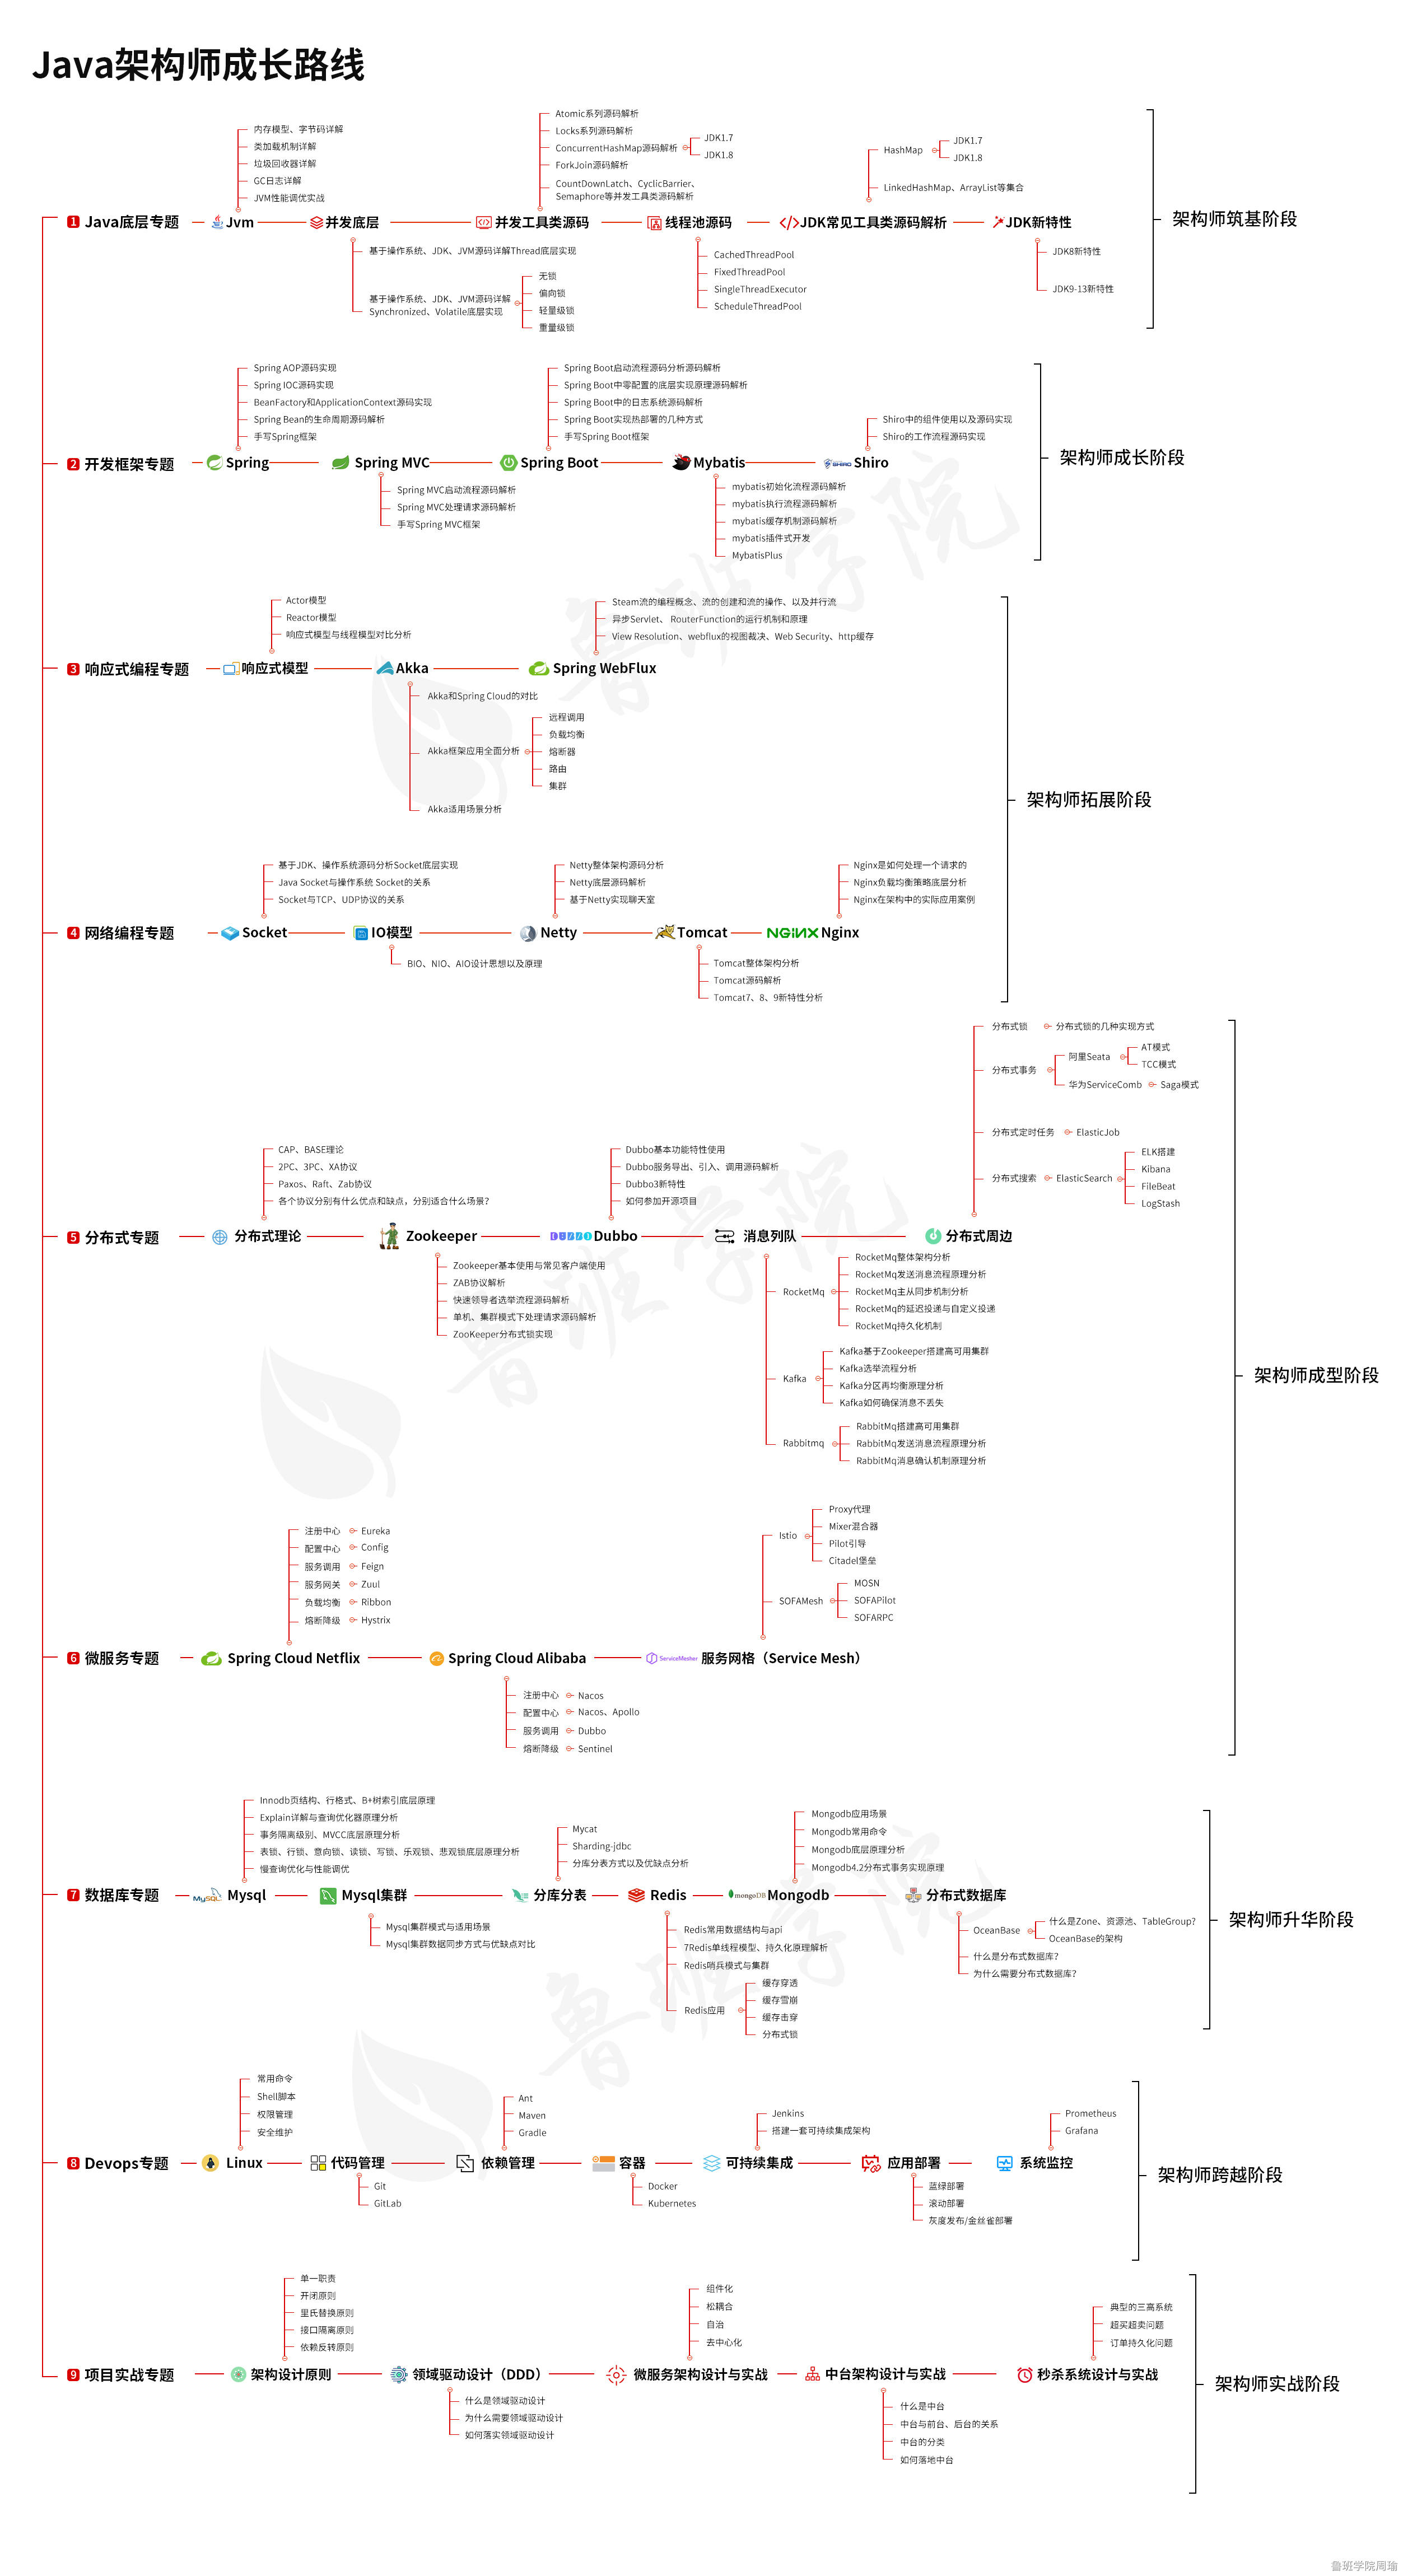 Java架构师成长路线
内存模型、字节码详解
类加载机制详解
垃圾回收器详解
GC日志详解
JVM性能调优实战
Atomic系列源码解析
Locks系列源码解析
ConcurrentHashMap源码解析
JDK1.7
JDK1.8
ForkJoin源码解析
CountDownLatch、CyclicBarrier、
Semaphore等并发工具类源码解析
HashMap
JDK1.7
JDK1.8
LinkedHashMap、ArrayList等集合
1 Java底层专题
Jvm
并发底层
并发工具类源码
线程池源码
JDK常见工具类源码解析
JDK新特性
架构师筑基阶段
基于操作系统、JDK、JVM源码详解Thread底层实现
基于操作系统、JDK、JVM源码详解
Synchronized、Volatile底层实现
无锁
偏向锁
轻量级锁
重量级锁
CachedThreadPool
FixedThreadPool
SingleThreadExecutor
ScheduleThreadPool
JDK8新特性
JDK9-13新特性
Spring AOP源码实现
Spring IOC源码实现
BeanFactory和ApplicationContext源码实现
Spring Bean的生命周期源码解析
手写Spring框架
Spring Boot启动流程源码分析源码解析
Spring Boot中零配置的底层实现原理源码解析
Spring Boot中的日志系统源码解析
Spring Boot实现热部署的几种方式
手写Spring Boot框架
Shiro中的组件使用以及源码实现
Shiro的工作流程源码实现
2 开发框架专题
Spring
Spring MVC
Spring Boot
Mybatis
SHIRO Shiro
架构师成长阶段
Spring MVC启动流程源码解析
Spring MVC处理请求源码解析
手写Spring MVC框架
mybatis初始化流程源码解析
mybatis执行流程源码解析
mybatis缓存机制源码解析
mybatis插件式开发
MybatisPlus
鲁班学院
Actor模型
Reactor模型
响应式模型与线程模型对比分析
Steam流的编程概念、流的创建和流的操作、以及并行流
异步Servlet、 RouterFunction的运行机制和原理
View Resolution、webflux的视图裁决、Web Security、http缓存
3 响应式编程专题
响应式模型
Akka
Spring WebFlux
Akka和Spring Cloud的对比
Akka框架应用全面分析
远程调用
负载均衡
熔断器
路由
集群
Akka适用场景分析
架构师拓展阶段
基于JDK、操作系统源码分析Socket底层实现
Java Socket与操作系统 Socket的关系
Socket与TCP、UDP协议的关系
Netty整体架构源码分析
Netty底层源码解析
基于Netty实现聊天室
Nginx是如何处理一个请求的
Nginx负载均衡策略底层分析
Nginx在架构中的实际应用案例
4 网络编程专题
Socket
IO模型
Netty
Tomcat
NGiNX Nginx
BIO、NIO、AIO设计思想以及原理
Tomcat整体架构分析
Tomcat源码解析
Tomcat7、8、9新特性分析
分布式锁
分布式锁的几种实现方式
分布式事务
阿里Seata
AT模式
TCC模式
华为ServiceComb
Saga模式
分布式定时任务
ElasticJob
分布式搜索
ElasticSearch
ELK搭建
Kibana
FileBeat
LogStash
CAP、BASE理论
2PC、3PC、XA协议
Paxos、Raft、Zab协议
各个协议分别有什么优点和缺点，分别适合什么场景？
Dubbo基本功能特性使用
Dubbo服务导出、引入、调用源码解析
Dubbo3新特性
如何参加开源项目
5 分布式专题
分布式理论
Zookeeper
DUBBO Dubbo
消息列队
分布式周边
Zookeeper基本使用与常见客户端使用
ZAB协议解析
快速领导者选举流程源码解析
单机、集群模式下处理请求源码解析
ZooKeeper分布式锁实现
RocketMq
RocketMq整体架构分析
RocketMq发送消息流程原理分析
RocketMq主从同步机制分析
RocketMq的延迟投递与自定义投递
RocketMq持久化机制
Kafka
Kafka基于Zookeeper搭建高可用集群
Kafka选举流程分析
Kafka分区再均衡原理分析
Kafka如何确保消息不丢失
Rabbitmq
RabbitMq搭建高可用集群
RabbitMq发送消息流程原理分析
RabbitMq消息确认机制原理分析
架构师成型阶段
鲁班学院
注册中心
Eureka
配置中心
Config
服务调用
Feign
服务网关
Zuul
负载均衡
Ribbon
熔断降级
Hystrix
Istio
Proxy代理
Mixer混合器
Pilot引导
Citadel堡垒
SOFAMesh
MOSN
SOFAPilot
SOFARPC
6 微服务专题
Spring Cloud Netflix
Spring Cloud Alibaba
ServiceMesher 服务网格（Service Mesh）
注册中心
Nacos
配置中心
Nacos、Apollo
服务调用
Dubbo
熔断降级
Sentinel
Innodb页结构、行格式、B+树索引底层原理
Explain详解与查询优化器原理分析
事务隔离级别、MVCC底层原理分析
表锁、行锁、意向锁、读锁、写锁、乐观锁、悲观锁底层原理分析
慢查询优化与性能调优
Mycat
Sharding-jdbc
分库分表方式以及优缺点分析
Mongodb应用场景
Mongodb常用命令
Mongodb底层原理分析
Mongodb4.2分布式事务实现原理
7 数据库专题
MySQL Mysql
Mysql集群
分库分表
Redis
mongoDB Mongodb
分布式数据库
架构师升华阶段
Mysql集群模式与适用场景
Mysql集群数据同步方式与优缺点对比
Redis常用数据结构与api
7Redis单线程模型、持久化原理解析
Redis哨兵模式与集群
Redis应用
缓存穿透
缓存雪崩
缓存击穿
分布式锁
OceanBase
什么是Zone、资源池、TableGroup?
OceanBase的架构
什么是分布式数据库？
为什么需要分布式数据库？
鲁班学院
常用命令
Shell脚本
权限管理
安全维护
Ant
Maven
Gradle
Jenkins
搭建一套可持续集成架构
Prometheus
Grafana
8 Devops专题
Linux
代码管理
依赖管理
容器
可持续集成
应用部署
系统监控
架构师跨越阶段
Git
GitLab
Docker
Kubernetes
蓝绿部署
滚动部署
灰度发布/金丝雀部署
单一职责
开闭原则
里氏替换原则
接口隔离原则
依赖反转原则
组件化
松耦合
自治
去中心化
典型的三高系统
超买超卖问题
订单持久化问题
9 项目实战专题
架构设计原则
领域驱动设计（DDD）
微服务架构设计与实战
中台架构设计与实战
秒杀系统设计与实战
架构师实战阶段
什么是领域驱动设计
为什么需要领域驱动设计
如何落实领域驱动设计
什么是中台
中台与前台、后台的关系
中台的分类
如何落地中台
鲁班学院周瑜